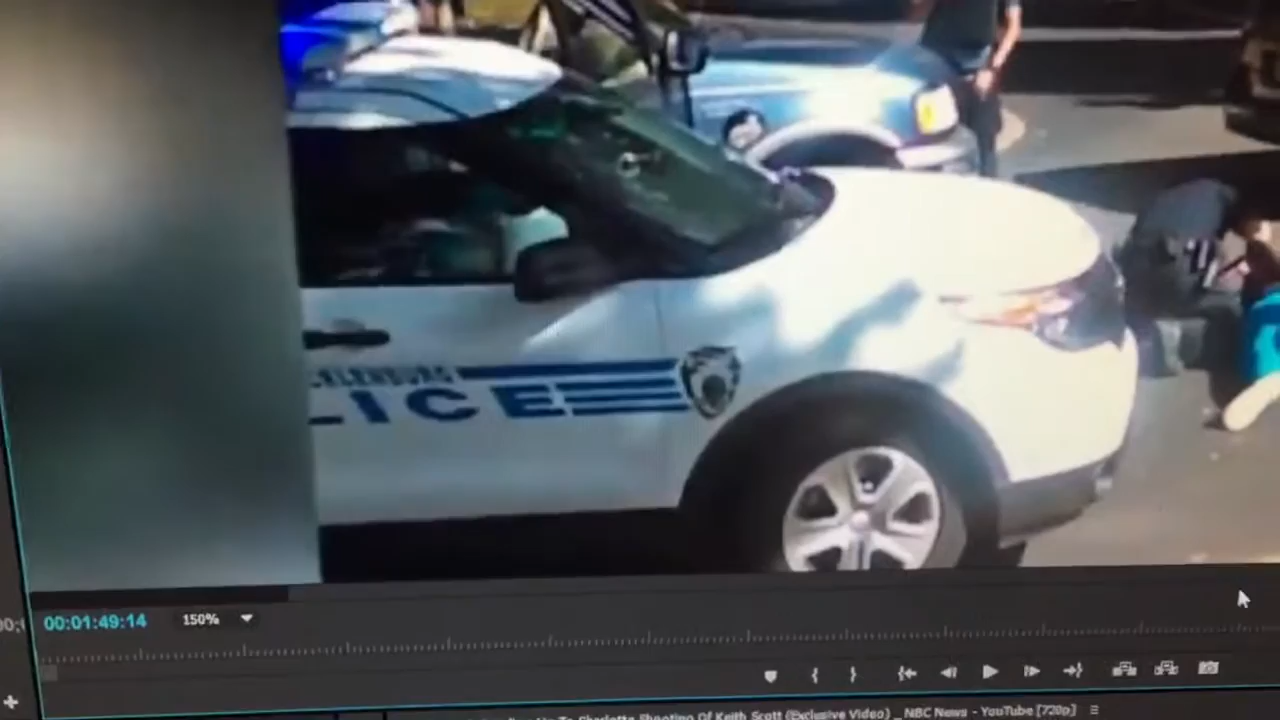 LICE
00:01:49:14
150%
To Charlotte Shooting Of Keith Scott (Exclusive Video) _ NBC News - YouTube [720p]